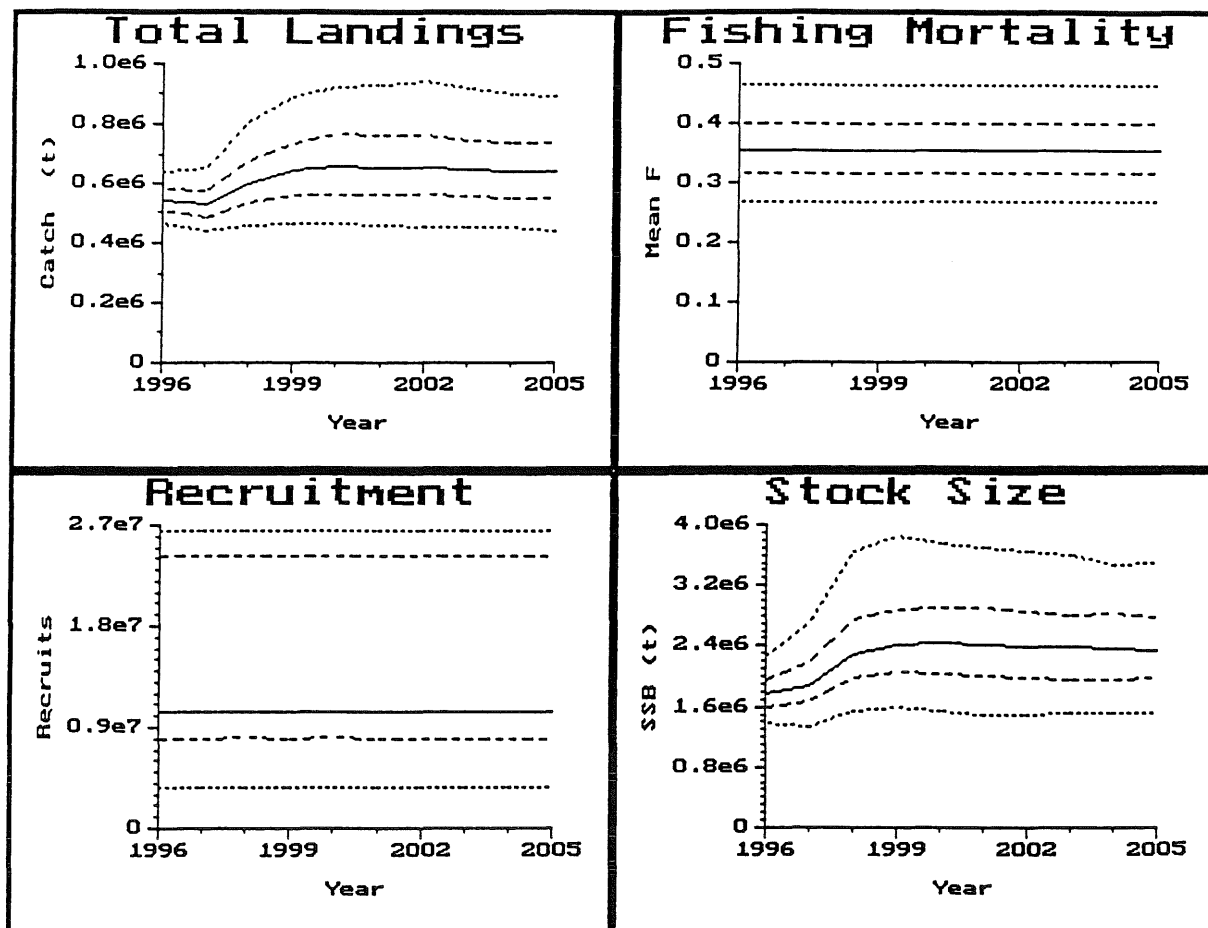 Total Landings
1.0e6
0.8e6
0.6e6
0.4e6
0.2e6
0
Catch (t)
1996 1999 2002 2005
Year
Fishing Mortality
0.5
0.4
0.3
0.2
0.1
0
Mean F
1996 1999 2002 2005
Year
Recruitment
2.7e7
1.8e7
0.9e7
0
Recruits
1996 1999 2002 2005
Year
Stock Size
4.0e6
3.2e6
2.4e6
1.6e6
0.8e6
0
SSB (t)
1996 1999 2002 2005
Year